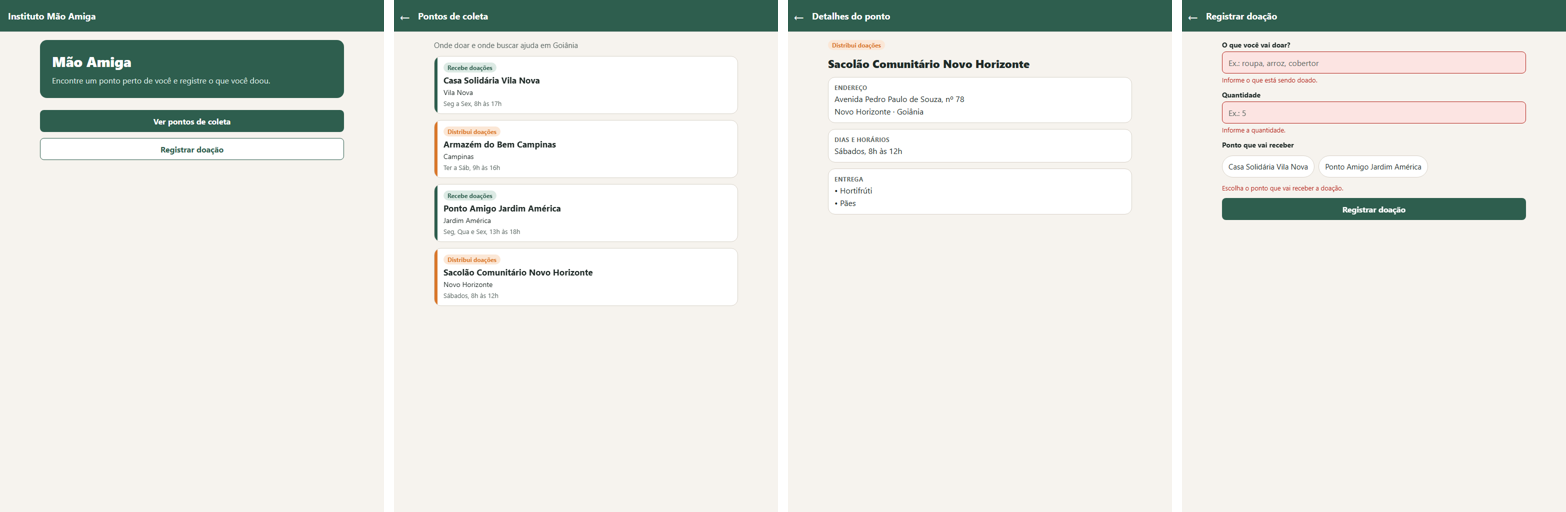 Instituto Mão Amiga
Mão Amiga
Encontre um ponto perto de você e registre o que você doou.
Ver pontos de coleta
Registrar doação
← Pontos de coleta
Onde doar e onde buscar ajuda em Goiânia
Recebe doações
Casa Solidária Vila Nova
Vila Nova
Seg a Sex, 8h às 17h
Distribui doações
Armazém do Bem Campinas
Campinas
Ter a Sáb, 9h às 16h
Recebe doações
Ponto Amigo Jardim América
Jardim América
Seg, Qua e Sex, 13h às 18h
Distribui doações
Sacolão Comunitário Novo Horizonte
Novo Horizonte
Sábados, 8h às 12h
← Detalhes do ponto
Distribui doações
Sacolão Comunitário Novo Horizonte
ENDEREÇO
Avenida Pedro Paulo de Souza, nº 78
Novo Horizonte · Goiânia
DIAS E HORÁRIOS
Sábados, 8h às 12h
ENTREGA
• Hortifrúti
• Pães
← Registrar doação
O que você vai doar?
Ex.: roupa, arroz, cobertor
Informe o que está sendo doado.
Quantidade
Ex.: 5
Informe a quantidade.
Ponto que vai receber
Casa Solidária Vila Nova
Ponto Amigo Jardim América
Escolha o ponto que vai receber a doação.
Registrar doação